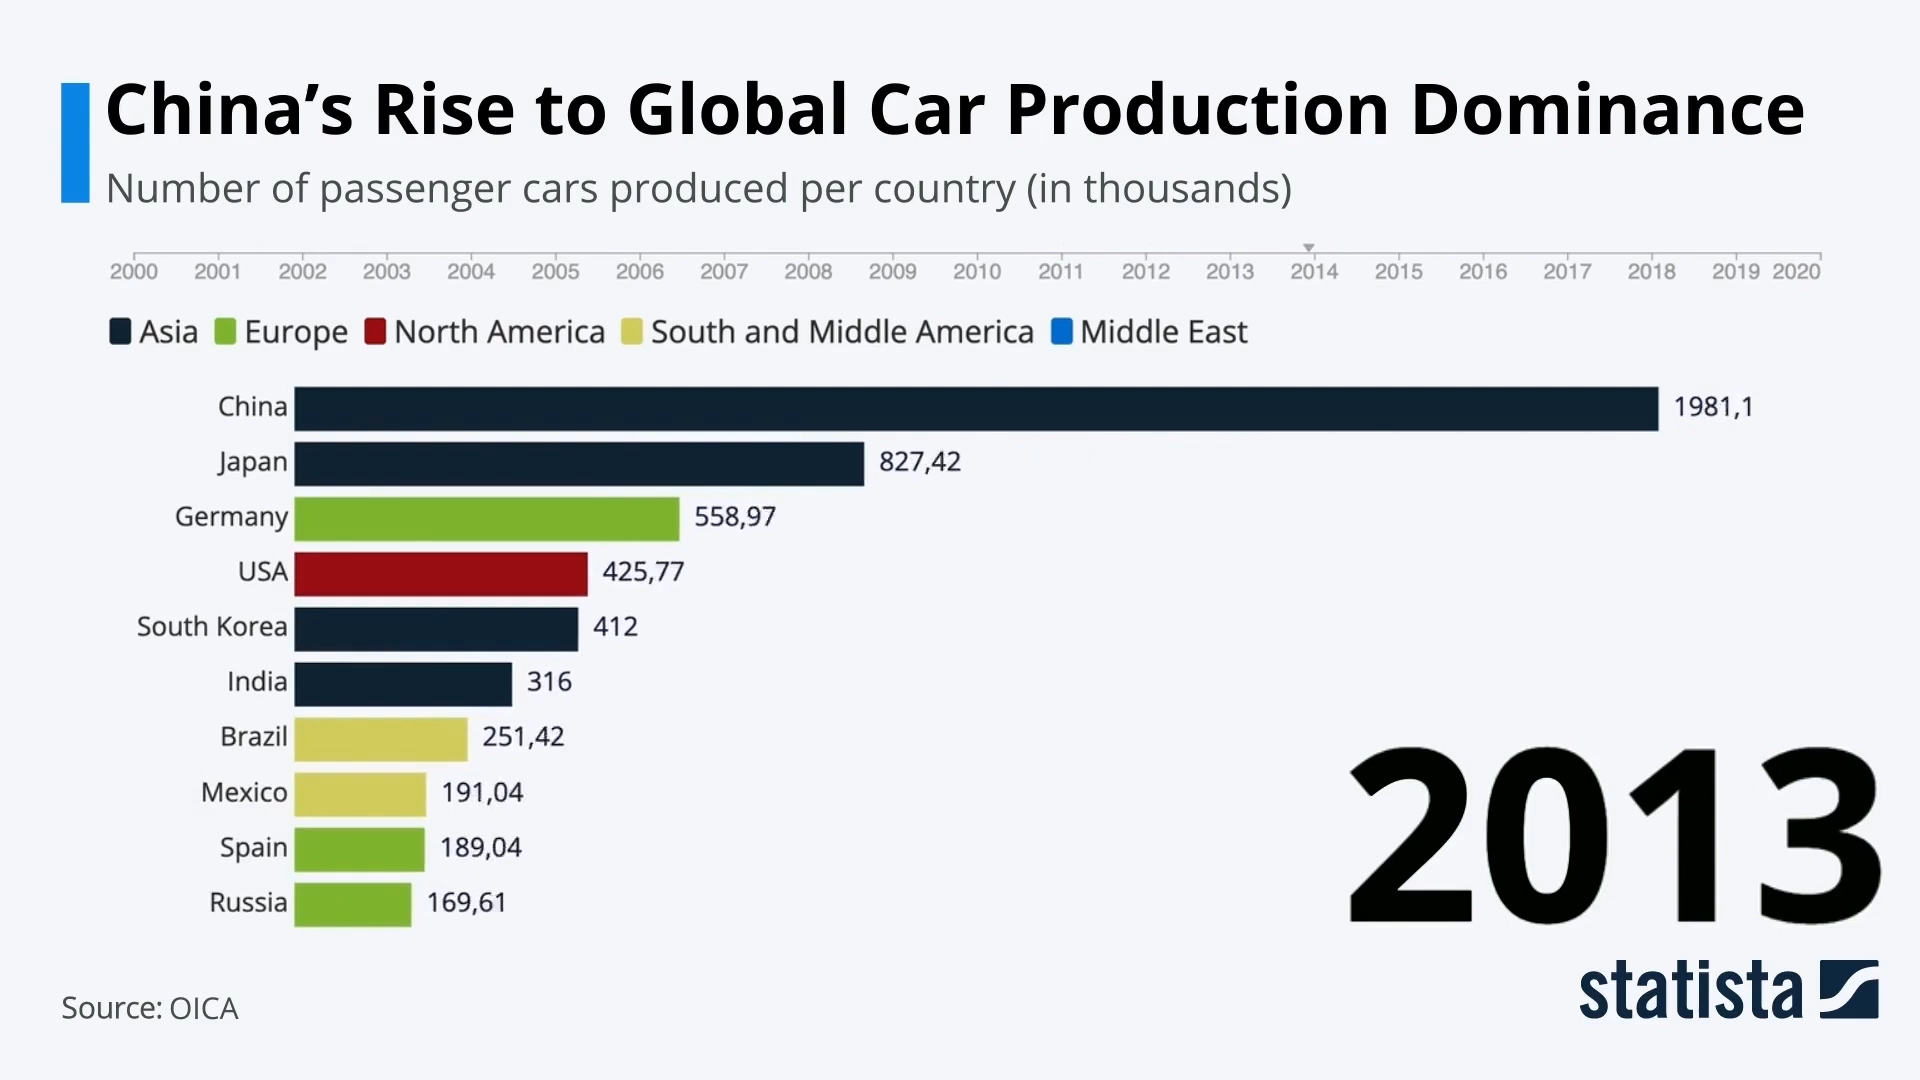 China’s Rise to Global Car Production Dominance
Number of passenger cars produced per country (in thousands)
2000 2001 2002 2003 2004 2005 2006 2007 2008 2009 2010 2011 2012 2013 2014 2015 2016 2017 2018 2019 2020
Asia Europe North America South and Middle America Middle East
China 1981,1
Japan 827,42
Germany 558,97
USA 425,77
South Korea 412
India 316
Brazil 251,42
Mexico 191,04
Spain 189,04
Russia 169,61
2013
Source: OICA
statista